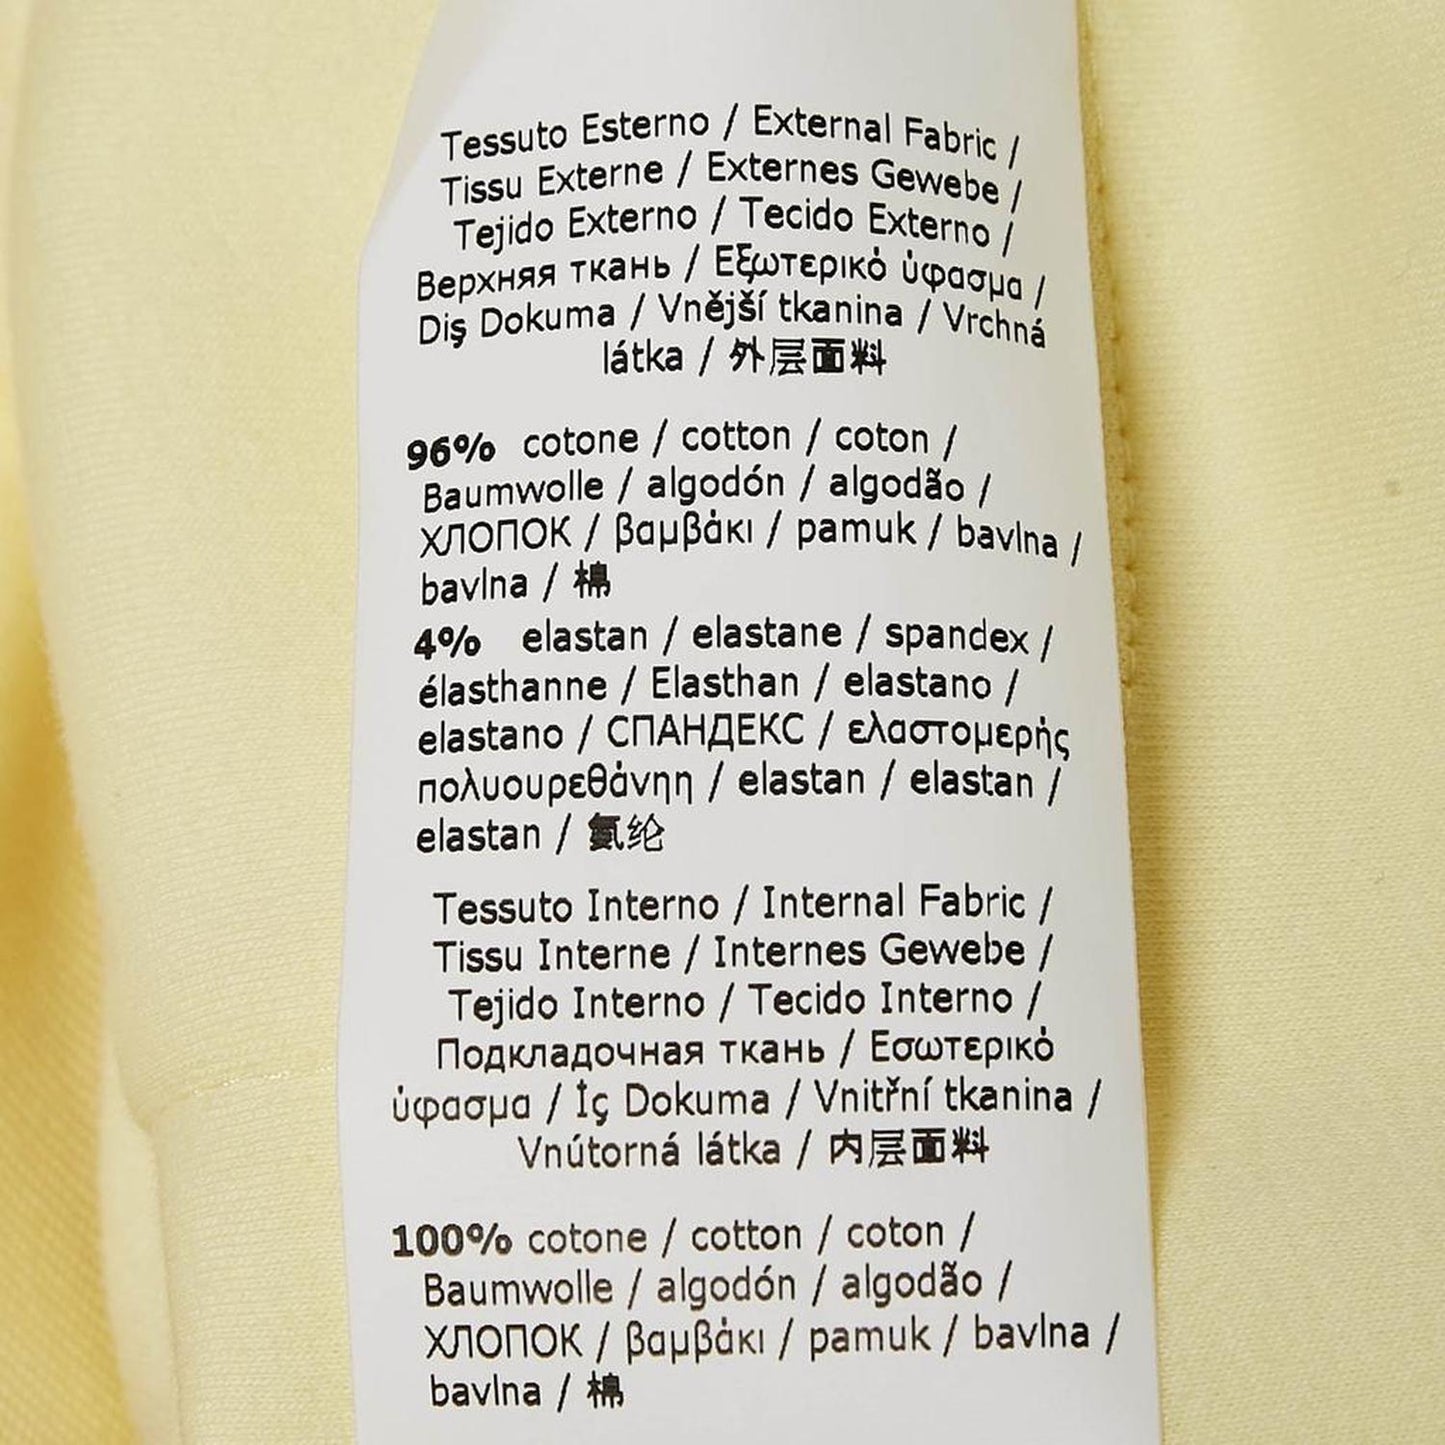 Tessuto Esterno / External Fabric /
Tissu Externe / Externes Gewebe /
Tejido Externo / Tecido Externo /
Верхняя ткань / Εξωτερικό ύφασμα /
Diş Dokuma / Vnější tkanina / Vrchná
látka / 外层面料
96% cotone / cotton / coton /
Baumwolle / algodón / algodão /
ХЛОПОК / βαμβάκι / pamuk / bavlna /
bavlna / 棉
4% elastan / elastane / spandex /
élasthanne / Elasthan / elastano /
elastano / СПАНДЕКС / ελαστομερής
πολυουρεθάνηη / elastan / elastan /
elastan / 氨纶
Tessuto Interno / Internal Fabric /
Tissu Interne / Internes Gewebe /
Tejido Interno / Tecido Interno /
Подкладочная ткань / Εσωτερικό
ύφασμα / İç Dokuma / Vnitřní tkanina /
Vnútorná látka / 内层面料
100% cotone / cotton / coton /
Baumwolle / algodón / algodão /
ХЛОПОК / βαμβάκι / pamuk / bavlna /
bavlna / 棉